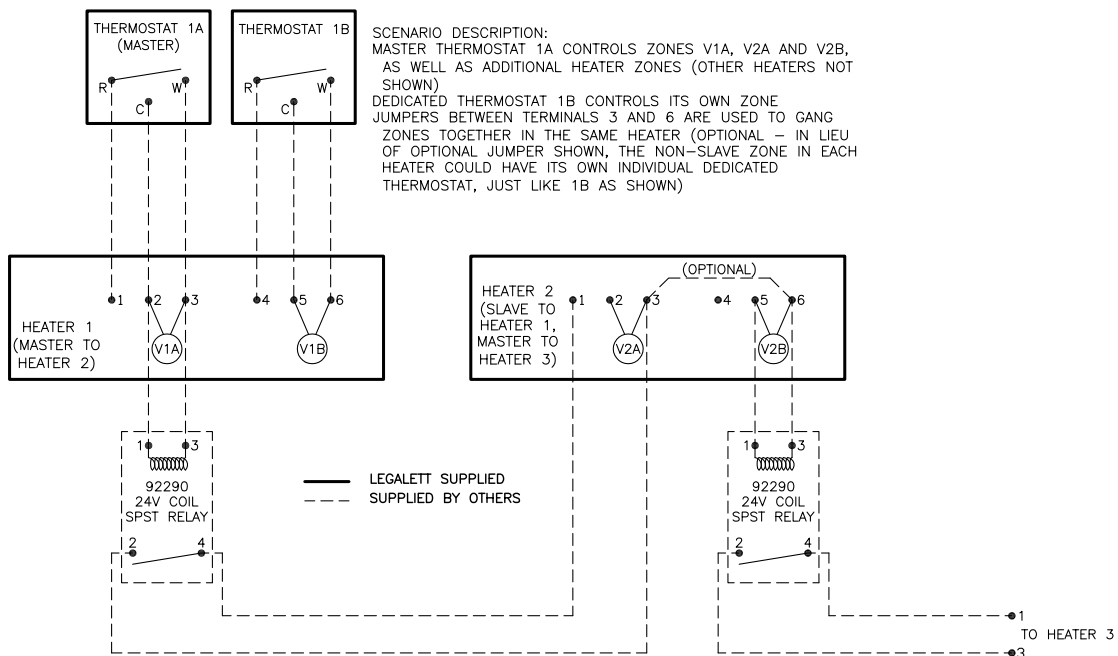 THERMOSTAT 1A
(MASTER)
R
W
C
THERMOSTAT 1B
R
W
C
SCENARIO DESCRIPTION:
MASTER THERMOSTAT 1A CONTROLS ZONES V1A, V2A AND V2B,
AS WELL AS ADDITIONAL HEATER ZONES (OTHER HEATERS NOT
SHOWN)
DEDICATED THERMOSTAT 1B CONTROLS ITS OWN ZONE
JUMPERS BETWEEN TERMINALS 3 AND 6 ARE USED TO GANG
ZONES TOGETHER IN THE SAME HEATER (OPTIONAL – IN LIEU
OF OPTIONAL JUMPER SHOWN, THE NON–SLAVE ZONE IN EACH
HEATER COULD HAVE ITS OWN INDIVIDUAL DEDICATED
THERMOSTAT, JUST LIKE 1B AS SHOWN)
HEATER 1
(MASTER TO
HEATER 2)
1
2
3
4
5
6
V1A
V1B
HEATER 2
(SLAVE TO
HEATER 1,
MASTER TO
HEATER 3)
(OPTIONAL)
1
2
3
4
5
6
V2A
V2B
1
3
92290
24V COIL
SPST RELAY
2
4
LEGALETT SUPPLIED
SUPPLIED BY OTHERS
1
3
92290
24V COIL
SPST RELAY
2
4
1
TO HEATER 3
3